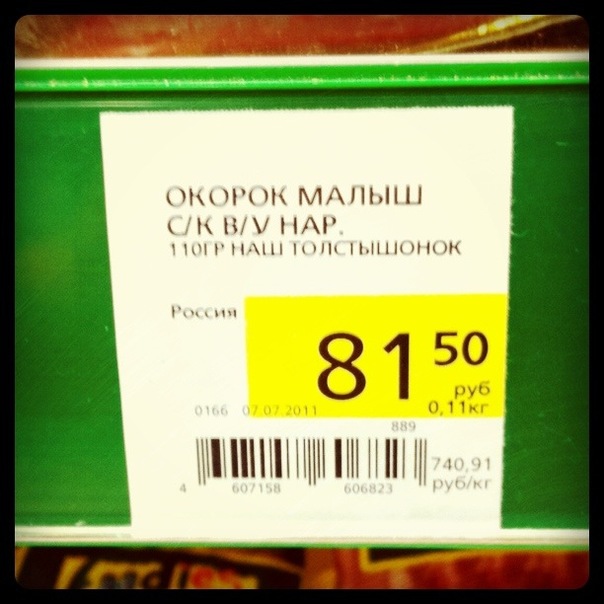 ОКОРОК МАЛЫШ
С/К В/У НАР.
110ГР НАШ ТОЛСТЫШОНОК
Россия
81 50
руб
0,11кг
0166 07.07.2011
889
740,91
руб/кг
4 607158 606823